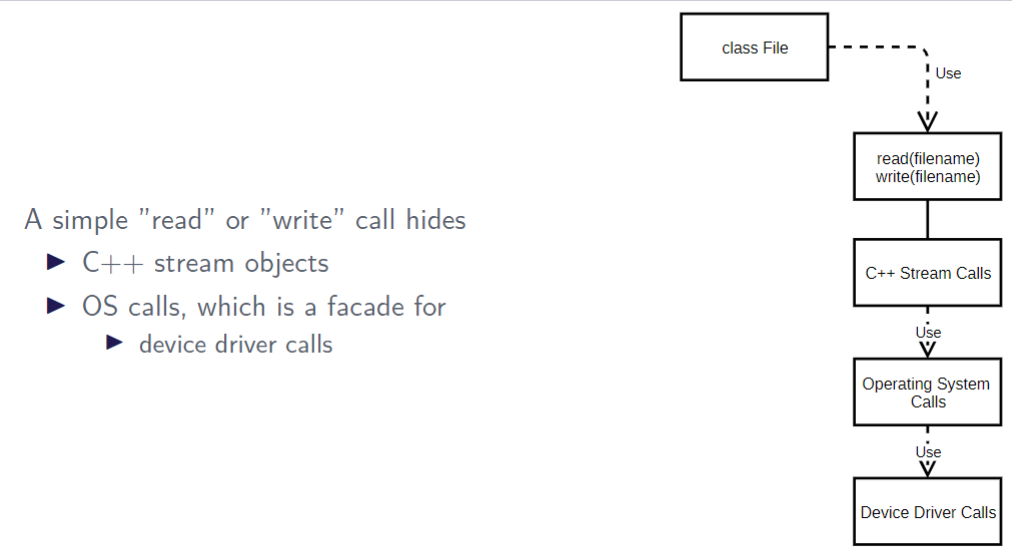 class File
Use
read(filename)
write(filename)
A simple ”read” or ”write” call hides
C++ stream objects
C++ Stream Calls
OS calls, which is a facade for
device driver calls
Use
Operating System
Calls
Use
Device Driver Calls